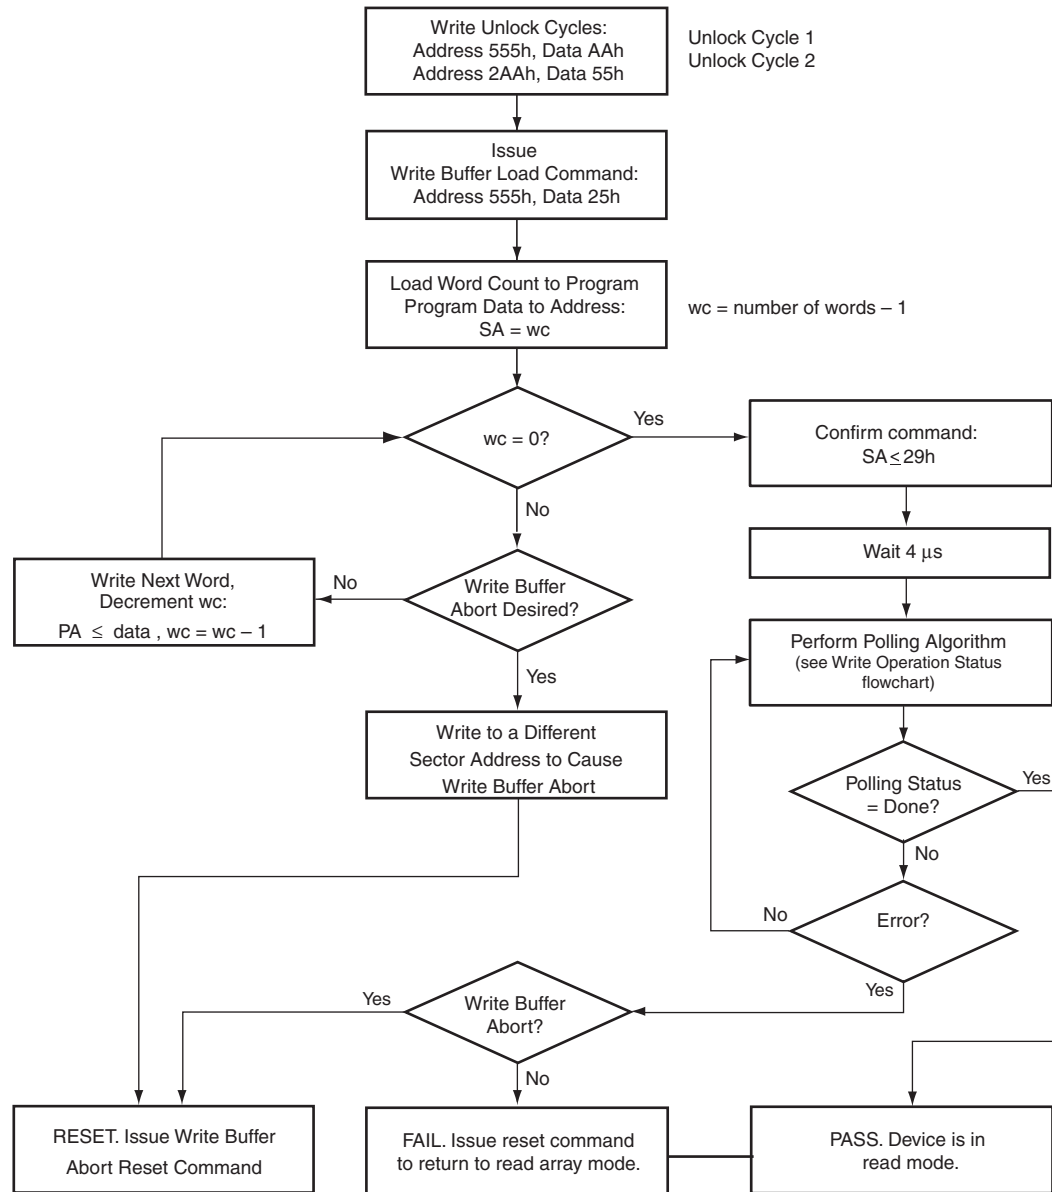 Write Unlock Cycles:
Address 555h, Data AAh
Address 2AAh, Data 55h
Unlock Cycle 1
Unlock Cycle 2
Issue
Write Buffer Load Command:
Address 555h, Data 25h
Load Word Count to Program
Program Data to Address:
SA = wc
wc = number of words – 1
wc = 0?
Yes
Confirm command:
SA ≤ 29h
No
Wait 4 μs
Write Buffer
Abort Desired?
No
Write Next Word,
Decrement wc:
PA ≤ data , wc = wc – 1
Perform Polling Algorithm
(see Write Operation Status
flowchart)
Yes
Write to a Different
Sector Address to Cause
Write Buffer Abort
Polling Status
= Done?
Yes
No
Error?
No
Yes
Write Buffer
Abort?
Yes
No
RESET. Issue Write Buffer
Abort Reset Command
FAIL. Issue reset command
to return to read array mode.
PASS. Device is in
read mode.